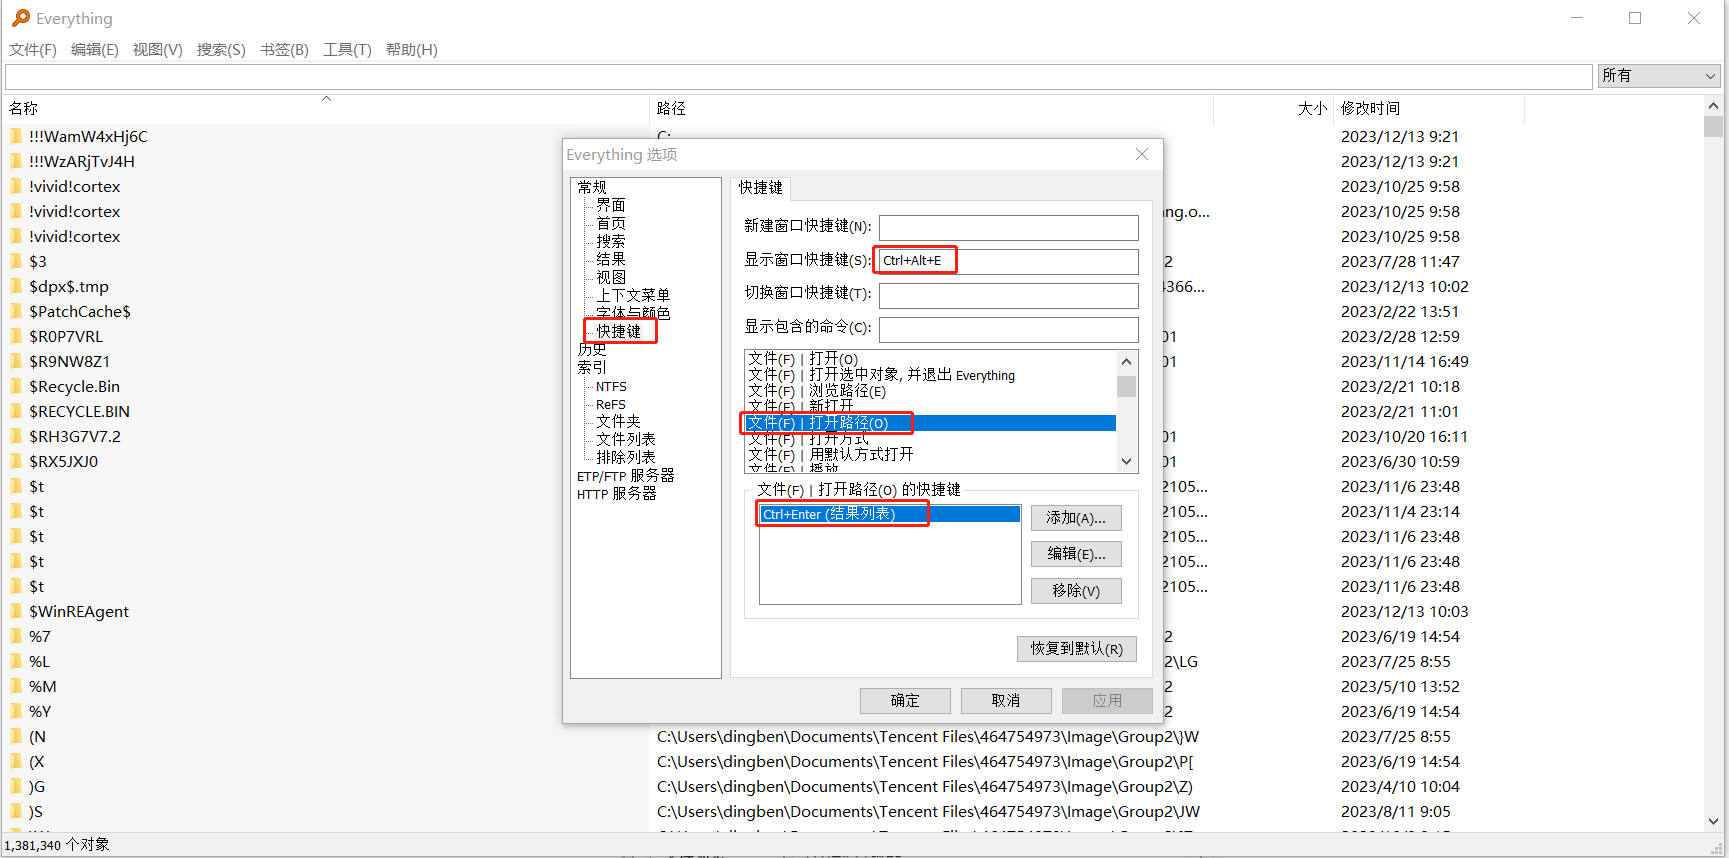 Everything
文件(F) 编辑(E) 视图(V) 搜索(S) 书签(B) 工具(T) 帮助(H)
所有
名称 路径 大小 修改时间
!!!WamW4xHj6C C: 2023/12/13 9:21
!!!WzARjTvJ4H 2023/12/13 9:21
!vivid!cortex 2023/10/25 9:58
!vivid!cortex ang.o... 2023/10/25 9:58
!vivid!cortex 2023/10/25 9:58
$3 2 2023/7/28 11:47
$dpx$.tmp 4366... 2023/12/13 10:02
$PatchCache$ 2023/2/22 13:51
$R0P7VRL 01 2023/2/28 12:59
$R9NW8Z1 01 2023/11/14 16:49
$Recycle.Bin 2023/2/21 10:18
$RECYCLE.BIN 2023/2/21 11:01
$RH3G7V7.2 01 2023/10/20 16:11
$RX5JXJ0 01 2023/6/30 10:59
$t 2105... 2023/11/6 23:48
$t 2105... 2023/11/4 23:14
$t 2105... 2023/11/6 23:48
$t 2105... 2023/11/6 23:48
$t 2105... 2023/11/6 23:48
$WinREAgent 2023/12/13 10:03
%7 2 2023/6/19 14:54
%L 2\LG 2023/7/25 8:55
%M 2 2023/5/10 13:52
%Y 2 2023/6/19 14:54
(N C:\Users\dingben\Documents\Tencent Files\464754973\Image\Group2\}W 2023/7/25 8:55
(X C:\Users\dingben\Documents\Tencent Files\464754973\Image\Group2\P[ 2023/6/19 14:54
)G C:\Users\dingben\Documents\Tencent Files\464754973\Image\Group2\Z) 2023/4/10 10:04
)S C:\Users\dingben\Documents\Tencent Files\464754973\Image\Group2\JW 2023/8/11 9:05
1,381,340 个对象
Everything 选项
常规
界面
首页
搜索
结果
视图
上下文菜单
字体与颜色
快捷键
历史
索引
NTFS
ReFS
文件夹
文件列表
排除列表
ETP/FTP 服务器
HTTP 服务器
快捷键
新建窗口快捷键(N):
显示窗口快捷键(S): Ctrl+Alt+E
切换窗口快捷键(T):
显示包含的命令(C):
文件(F) | 打开(O)
文件(F) | 打开选中对象, 并退出 Everything
文件(F) | 浏览路径(E)
文件(F) | 新打开
文件(F) | 打开路径(O)
文件(F) | 打开方式
文件(F) | 用默认方式打开
文件(F) | 播放
文件(F) | 打开路径(O) 的快捷键
Ctrl+Enter (结果列表)
添加(A)...
编辑(E)...
移除(V)
恢复到默认(R)
确定 取消 应用